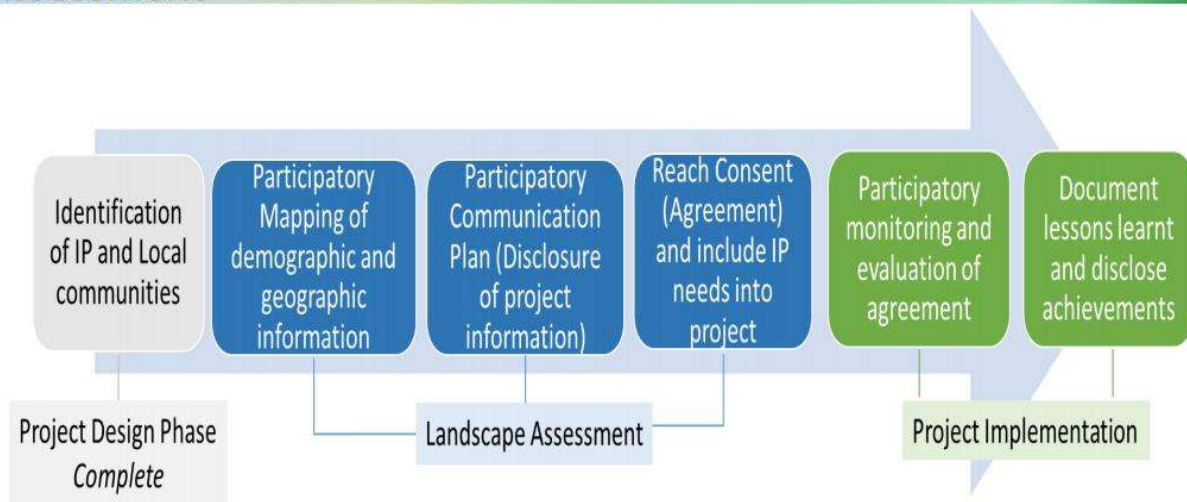 Identification
of IP and Local
communities
Participatory
Mapping of
demographic and
geographic
information
Participatory
Communication
Plan (Disclosure
of project
information)
Reach Consent
(Agreement)
and include IP
needs into
project
Participatory
monitoring and
evaluation of
agreement
Document
lessons learnt
and disclose
achievements
Project Design Phase
Complete
Landscape Assessment
Project Implementation